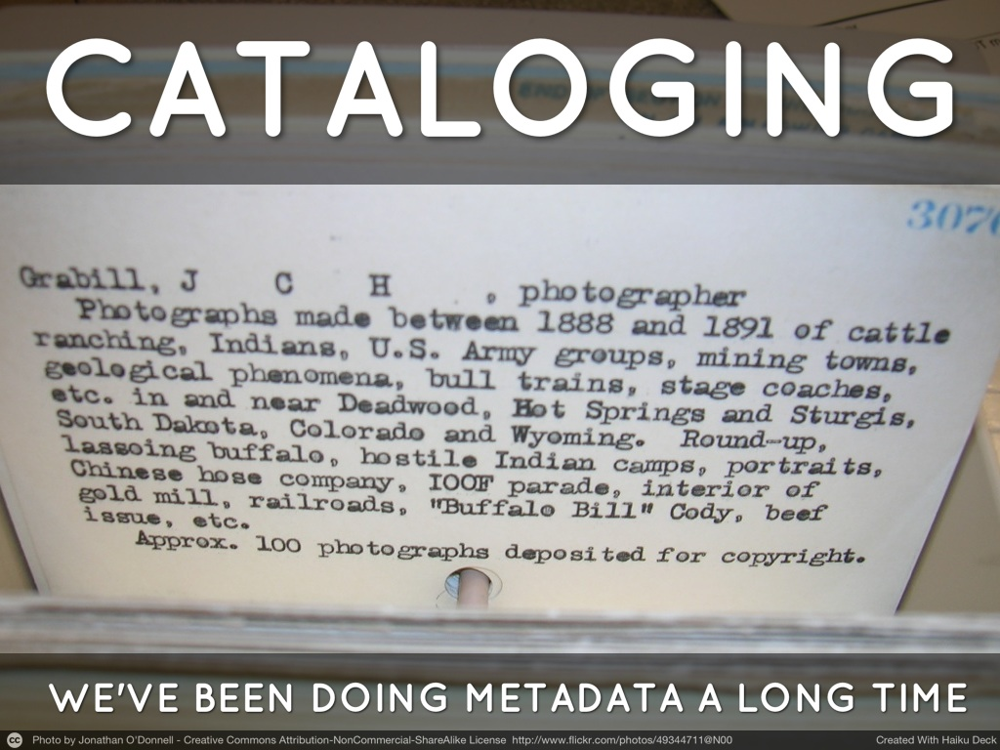 CATALOGING
3070
Grabill, J C H , photographer
Photographs made between 1888 and 1891 of cattle
ranching, Indians, U.S. Army groups, mining towns,
geological phenomena, bull trains, stage coaches,
etc. in and near Deadwood, Hot Springs and Sturgis,
South Dakota, Colorado and Wyoming. Round-up,
lassoing buffalo, hostile Indian camps, portraits,
Chinese hose company, IOOF parade, interior of
gold mill, railroads, "Buffalo Bill" Cody, beef
issue, etc.
Approx. 100 photographs deposited for copyright.
WE'VE BEEN DOING METADATA A LONG TIME
cc Photo by Jonathan O'Donnell - Creative Commons Attribution-NonCommercial-ShareAlike License http://www.flickr.com/photos/49344711@N00 Created With Haiku Deck